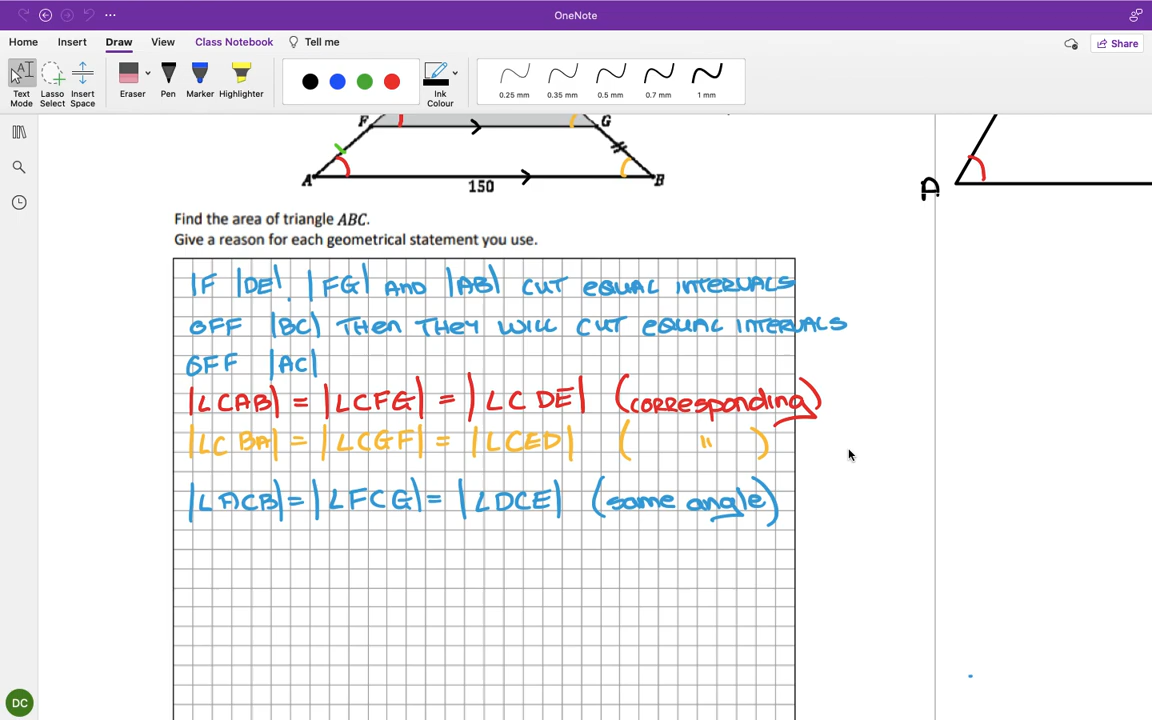 OneNote
Home Insert Draw View Class Notebook Tell me
Share
Text Mode
Lasso Select
Insert Space
Eraser
Pen
Marker
Highlighter
Ink Colour
0.25 mm
0.35 mm
0.5 mm
0.7 mm
1 mm
F G
A B
150
A
Find the area of triangle ABC.
Give a reason for each geometrical statement you use.
IF |DE|, |FG| AND |AB| CUT EQUAL INTERVALS
OFF |BC| THEN THEY WILL CUT EQUAL INTERVALS
OFF |AC|
|∠CAB| = |∠CFG| = |∠CDE| (corresponding)
|∠CBA| = |∠CGF| = |∠CED| ( " )
|∠ACB| = |∠FCG| = |∠DCE| (same angle)
DC